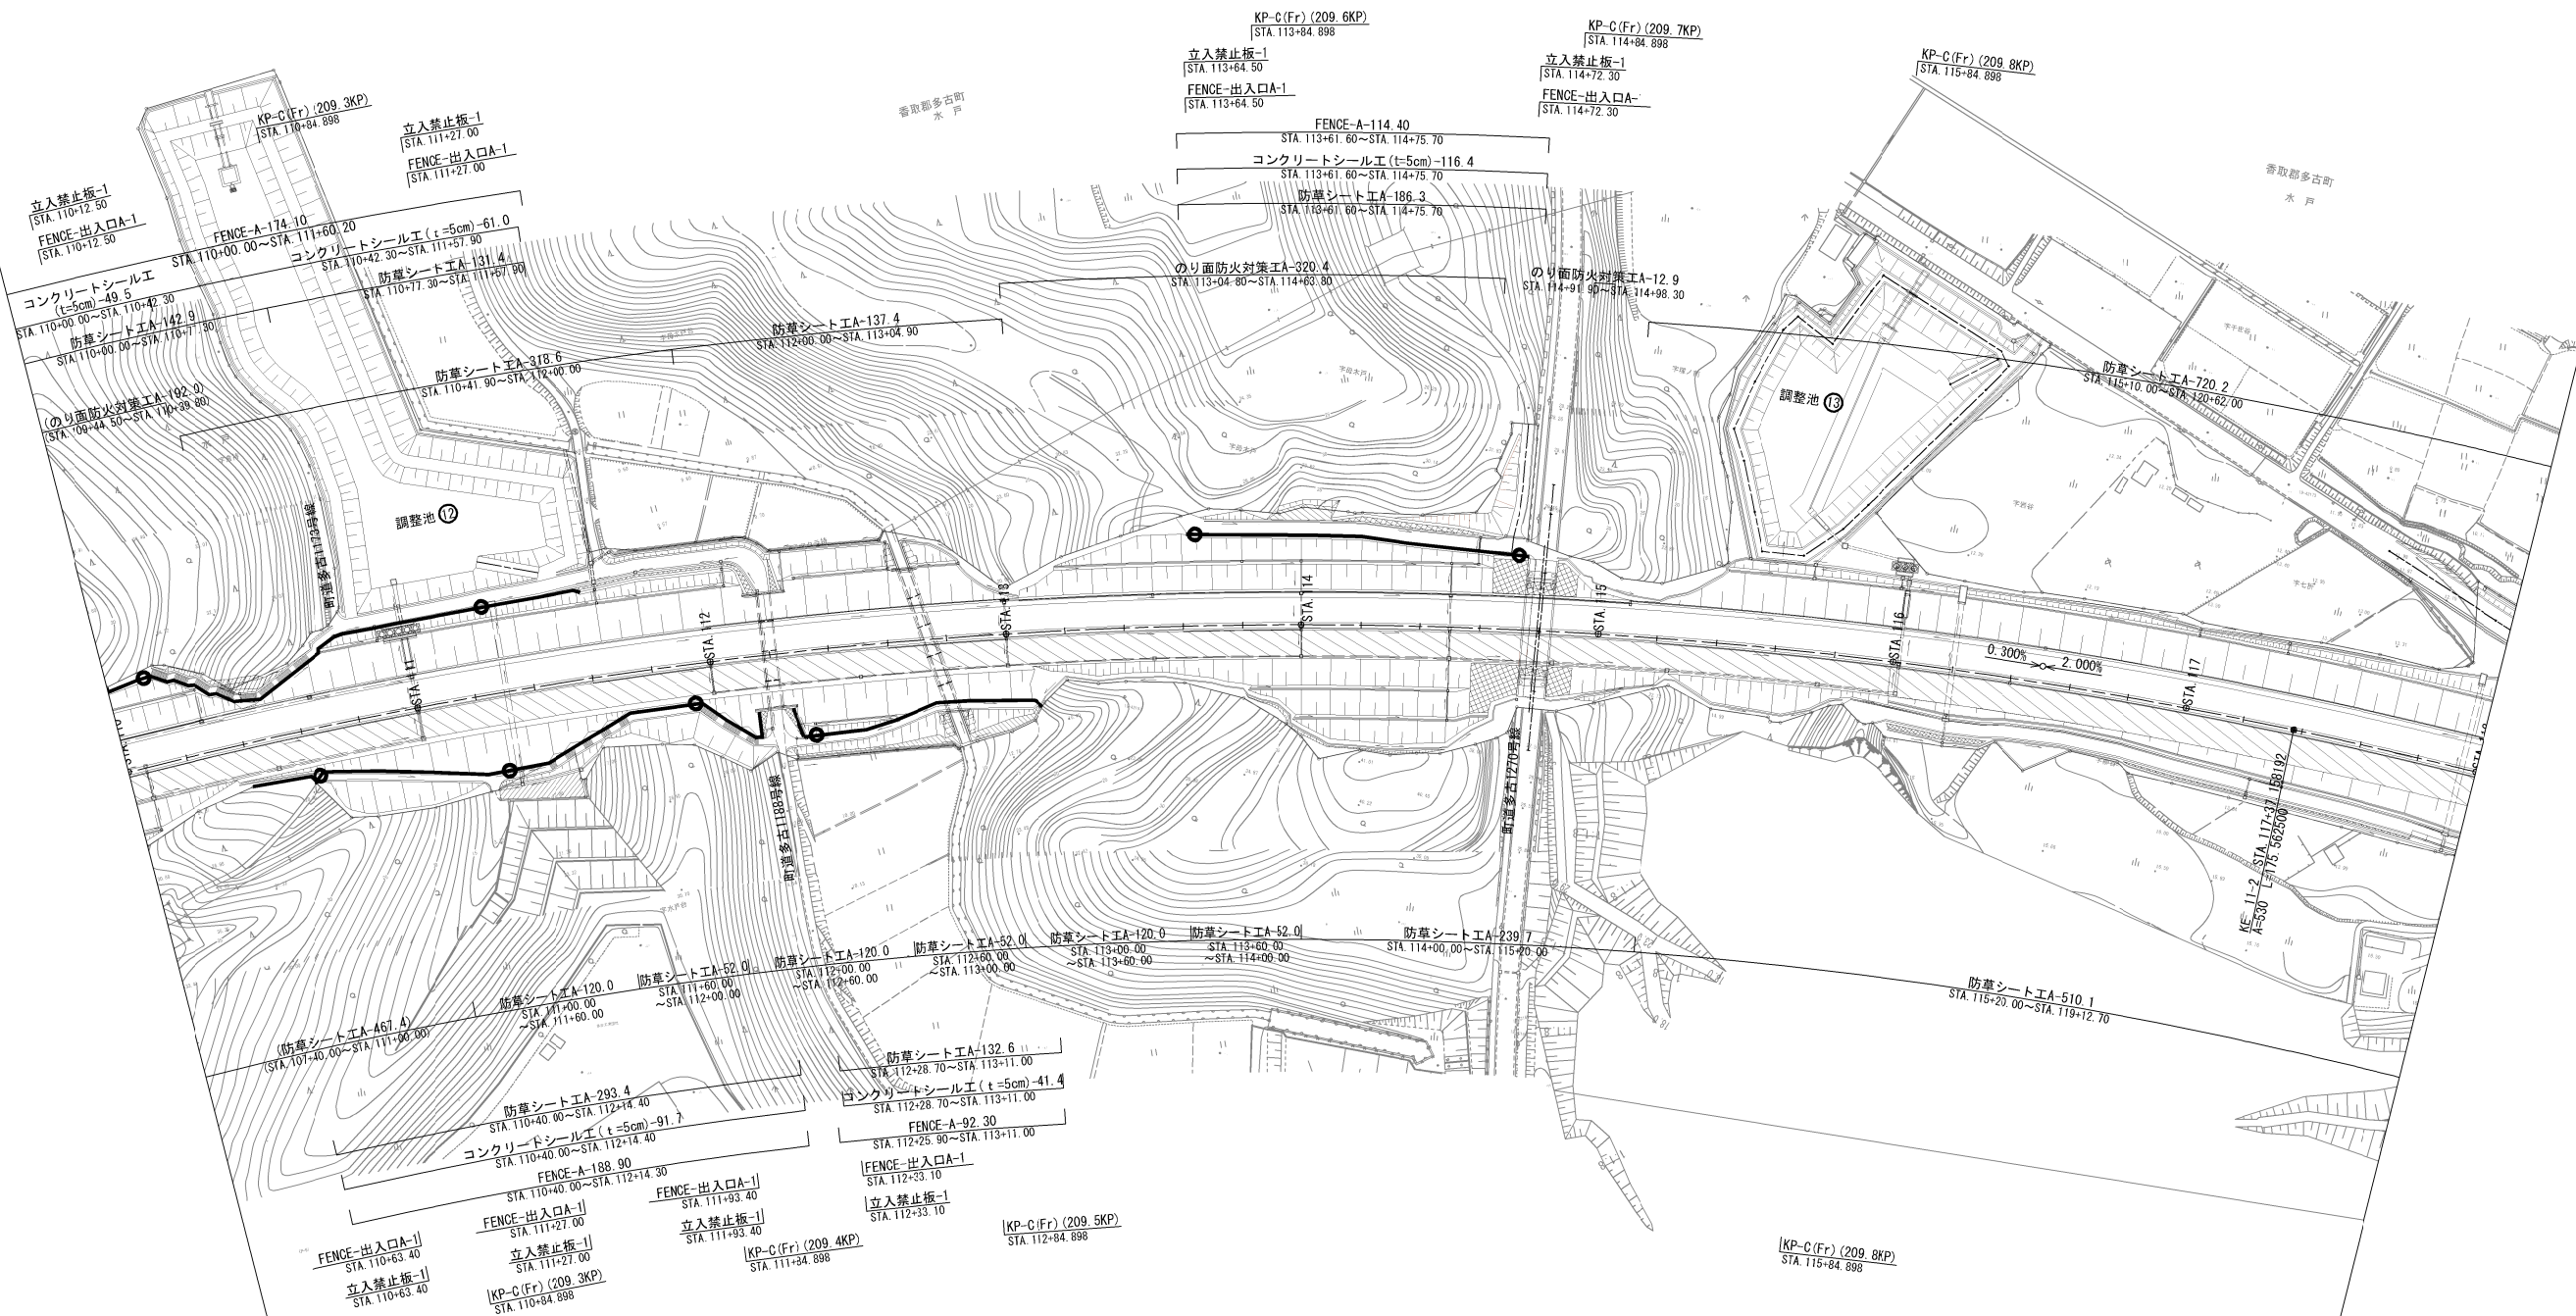 KP-C(Fr) (209.6KP)
STA.113+84.898
KP-C(Fr) (209.7KP)
STA.114+84.898
KP-C(Fr) (209.8KP)
STA.115+84.898
立入禁止板-1
STA.113+64.50
FENCE-出入口A-1
STA.113+64.50
立入禁止板-1
STA.114+72.30
FENCE-出入口A-
STA.114+72.30
KP-C(Fr) (209.3KP)
STA.110+84.898
立入禁止板-1
STA.111+27.00
FENCE-出入口A-1
STA.111+27.00
香取郡多古町
水 戸
立入禁止板-1
STA.110+12.50
FENCE-出入口A-1
STA.110+12.50
FENCE-A-114.40
STA.113+61.60～STA.114+75.70
コンクリートシール工(t=5cm)-116.4
STA.113+61.60～STA.114+75.70
防草シート工A-186.3
STA.113+61.60～STA.114+75.70
香取郡多古町
水 戸
FENCE-A-174.10
STA.110+00.00～STA.111+60.20
コンクリートシール工(t=5cm)-61.0
STA.110+42.30～STA.111+57.90
コンクリートシール工
(t=5cm)-49.5
STA.110+00.00～STA.110+42.30
防草シート工A-131.4
STA.110+77.30～STA.111+57.90
防草シート工A-142.9
STA.110+00.00～STA.110+77.30
のり面防火対策工A-320.4
STA.113+04.80～STA.114+63.80
のり面防火対策工A-12.9
STA.114+91.90～STA.114+98.30
防草シート工A-137.4
STA.112+00.00～STA.113+04.90
防草シート工A-318.6
STA.110+41.90～STA.112+00.00
(のり面防火対策工A-192.0)
防草シート工A-720.2
STA.115+10.00～STA.120+62.00
水 戸
調整池 ⑫
調整池 ⑬
町道多古1173号線
STA.111
STA.112
STA.113
STA.114
STA.115
STA.116
STA.117
0.300%
2.000%
町道多古1188号線
町道多古1270号線
KE 11-2 STA.117+37.158192
A=530 L=175.562500
防草シート工A-120.0
STA.111+00.00
～STA.111+60.00
防草シート工A-52.0
STA.111+60.00
～STA.112+00.00
防草シート工A-120.0
STA.112+00.00
～STA.112+60.00
防草シート工A-52.0
STA.112+60.00
～STA.113+00.00
防草シート工A-120.0
STA.113+00.00
～STA.113+60.00
防草シート工A-52.0
STA.113+60.00
～STA.114+00.00
防草シート工A-239.7
STA.114+00.00～STA.115+20.00
防草シート工A-510.1
STA.115+20.00～STA.119+12.70
(防草シート工A-467.4)
(STA.107+40.00～STA.111+00.00)
防草シート工A-132.6
STA.112+28.70～STA.113+11.00
コンクリートシール工(t=5cm)-41.4
STA.112+28.70～STA.113+11.00
FENCE-A-92.30
STA.112+25.90～STA.113+11.00
防草シート工A-293.4
STA.110+40.00～STA.112+14.40
コンクリートシール工(t=5cm)-91.7
STA.110+40.00～STA.112+14.40
FENCE-A-188.90
STA.110+40.00～STA.112+14.30
FENCE-出入口A-1
STA.112+33.10
立入禁止板-1
STA.112+33.10
FENCE-出入口A-1
STA.111+93.40
立入禁止板-1
STA.111+93.40
FENCE-出入口A-1
STA.111+27.00
立入禁止板-1
STA.111+27.00
FENCE-出入口A-1
STA.110+63.40
立入禁止板-1
STA.110+63.40
KP-C(Fr) (209.3KP)
STA.110+84.898
KP-C(Fr) (209.4KP)
STA.111+84.898
KP-C(Fr) (209.5KP)
STA.112+84.898
KP-C(Fr) (209.8KP)
STA.115+84.898